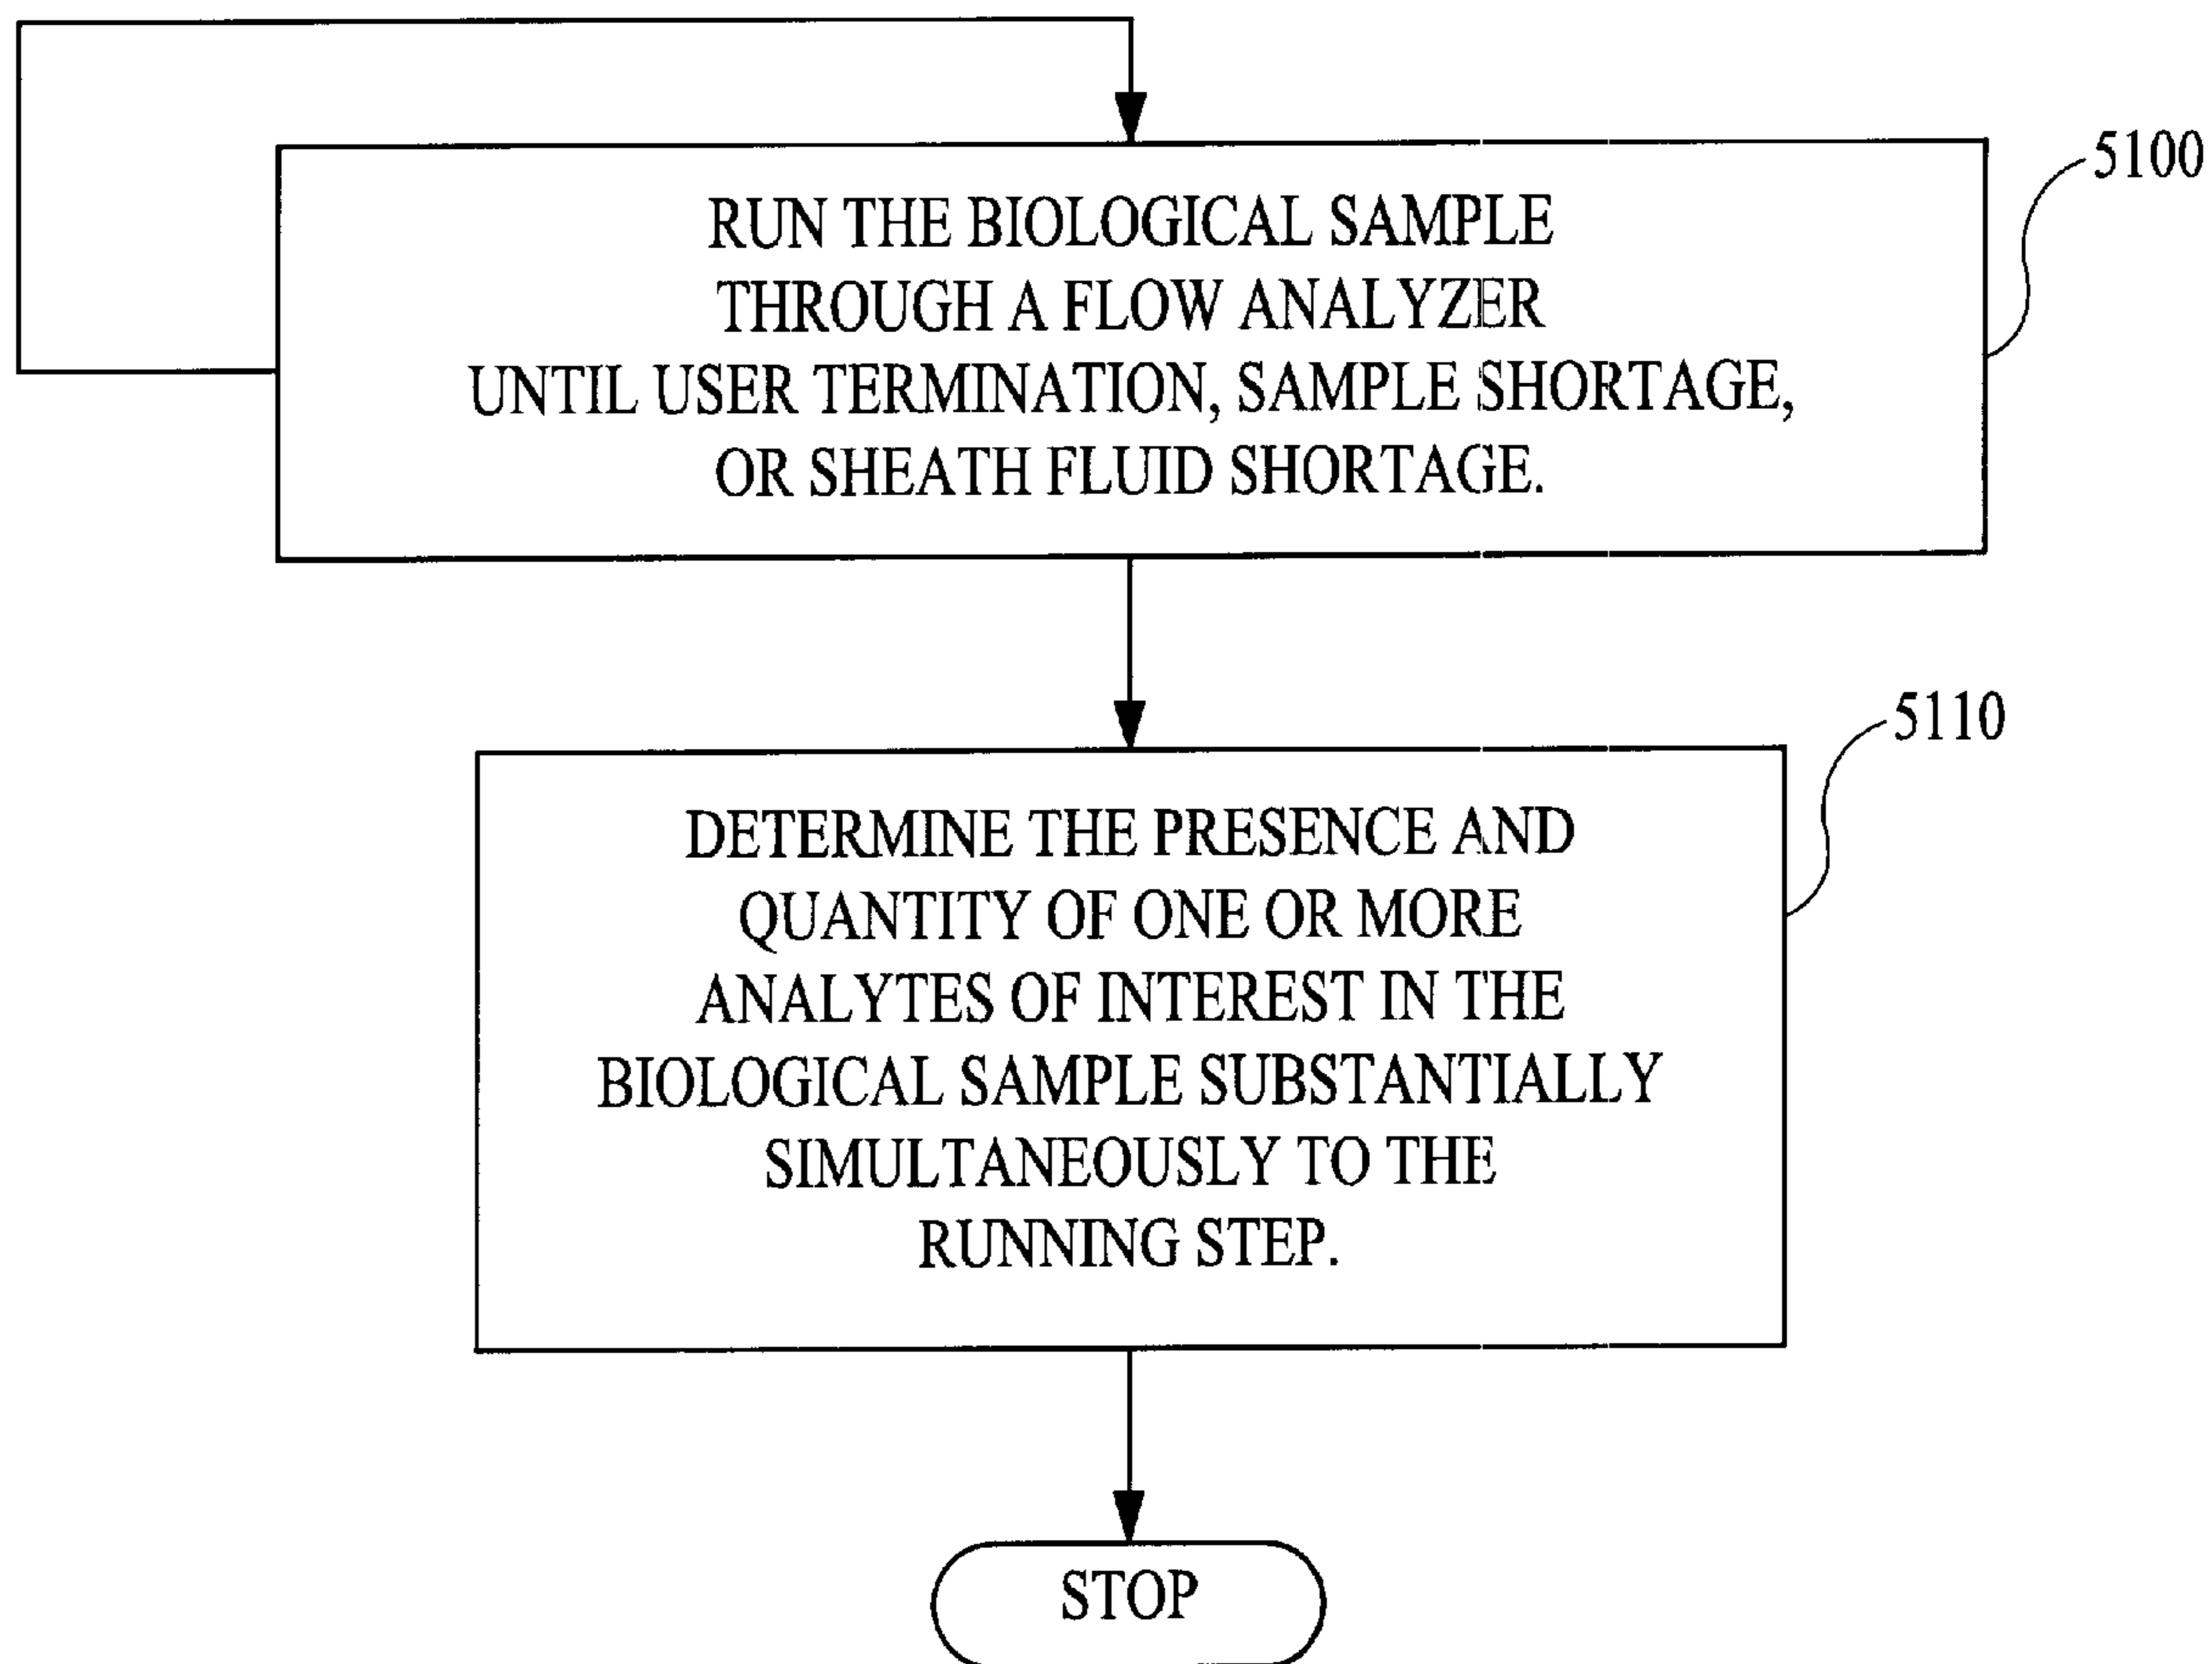 5100
RUN THE BIOLOGICAL SAMPLE
THROUGH A FLOW ANALYZER
UNTIL USER TERMINATION, SAMPLE SHORTAGE,
OR SHEATH FLUID SHORTAGE.
5110
DETERMINE THE PRESENCE AND
QUANTITY OF ONE OR MORE
ANALYTES OF INTEREST IN THE
BIOLOGICAL SAMPLE SUBSTANTIALLY
SIMULTANEOUSLY TO THE
RUNNING STEP.
STOP